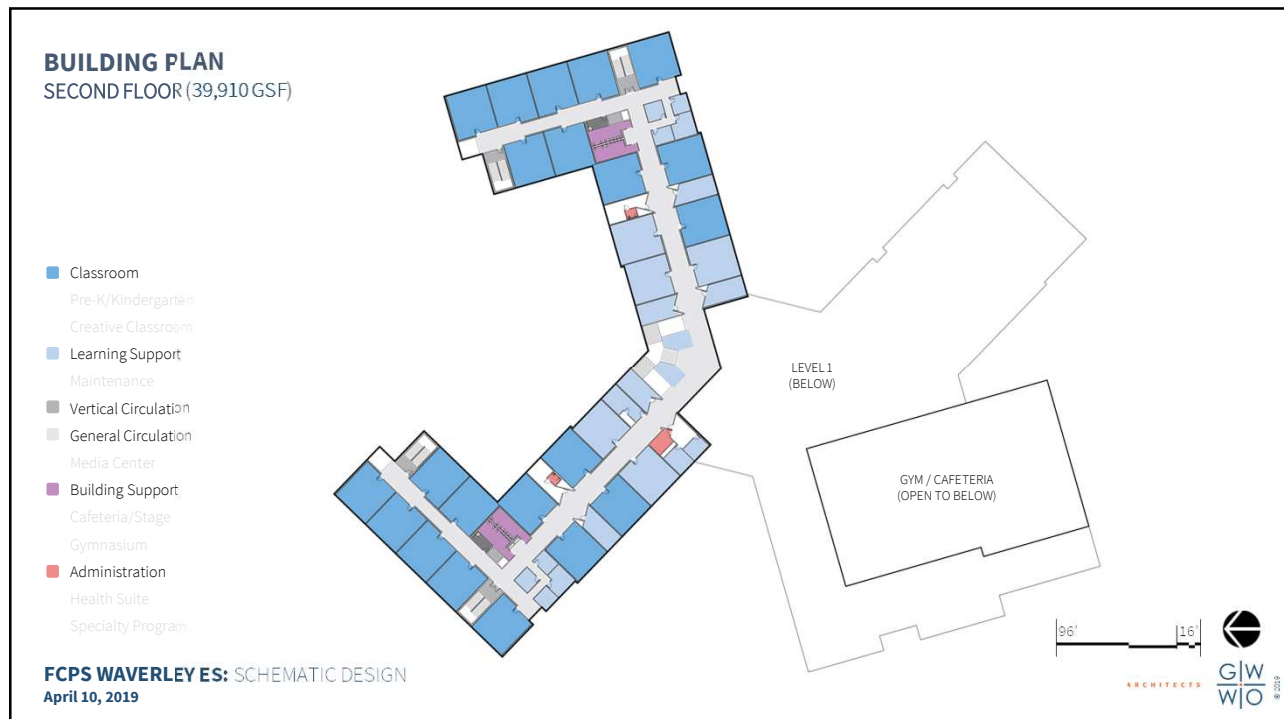 BUILDING PLAN
SECOND FLOOR (39,910 GSF)
Classroom
Pre-K/Kindergarten
Creative Classroom
Learning Support
Maintenance
Vertical Circulation
General Circulation
Media Center
Building Support
Cafeteria/Stage
Gymnasium
Administration
Health Suite
Specialty Program
LEVEL 1
(BELOW)
GYM / CAFETERIA
(OPEN TO BELOW)
96'
16'
FCPS WAVERLEY ES: SCHEMATIC DESIGN
April 10, 2019
ARCHITECTS
G|W
W|O
© 2019